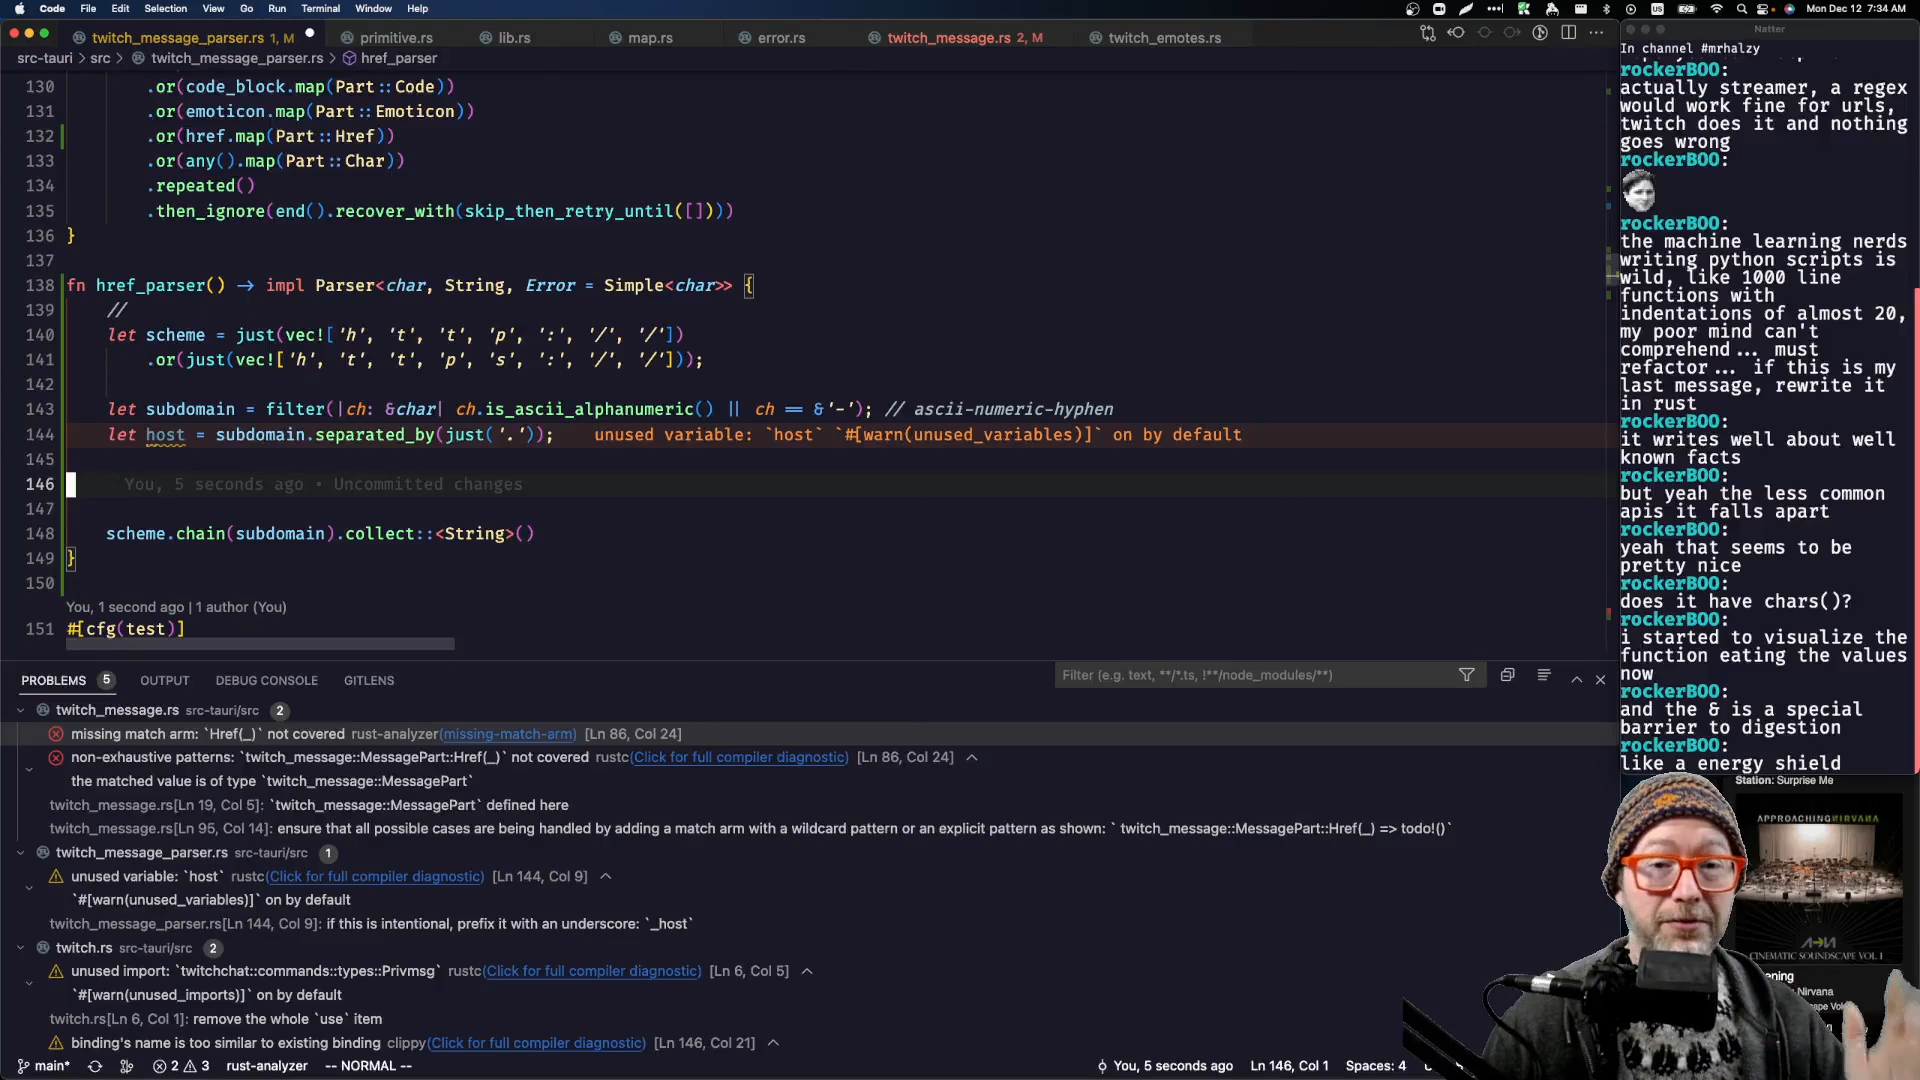 Code File Edit Selection View Go Run Terminal Window Help
Mon Dec 12 7:34 AM
twitch_message_parser.rs 1, M
primitive.rs
lib.rs
map.rs
error.rs
twitch_message.rs 2, M
twitch_emotes.rs
src-tauri > src > twitch_message_parser.rs > href_parser
130 .or(code_block.map(Part::Code))
131 .or(emoticon.map(Part::Emoticon))
132 .or(href.map(Part::Href))
133 .or(any().map(Part::Char))
134 .repeated()
135 .then_ignore(end().recover_with(skip_then_retry_until([])))
136 }
137
138 fn href_parser() -> impl Parser<char, String, Error = Simple<char>> {
139 //
140 let scheme = just(vec!['h', 't', 't', 'p', ':', '/', '/'])
141 .or(just(vec!['h', 't', 't', 'p', 's', ':', '/', '/']));
142
143 let subdomain = filter(|ch: &char| ch.is_ascii_alphanumeric() || ch == &'-'); // ascii-numeric-hyphen
144 let host = subdomain.separated_by(just('.')); unused variable: `host` `#[warn(unused_variables)]` on by default
145
146 You, 5 seconds ago • Uncommitted changes
147
148 scheme.chain(subdomain).collect::<String>()
149 }
150
You, 1 second ago | 1 author (You)
151 #[cfg(test)]
PROBLEMS 5 OUTPUT DEBUG CONSOLE GITLENS
Filter (e.g. text, **/*.ts, !**/node_modules/**)
twitch_message.rs src-tauri/src 2
missing match arm: `Href(_)` not covered rust-analyzer(missing-match-arm) [Ln 86, Col 24]
non-exhaustive patterns: `twitch_message::MessagePart::Href(_)` not covered rustc(Click for full compiler diagnostic) [Ln 86, Col 24]
the matched value is of type `twitch_message::MessagePart`
twitch_message.rs[Ln 19, Col 5]: `twitch_message::MessagePart` defined here
twitch_message.rs[Ln 95, Col 14]: ensure that all possible cases are being handled by adding a match arm with a wildcard pattern or an explicit pattern as shown: ` twitch_message::MessagePart::Href(_) => todo!()`
twitch_message_parser.rs src-tauri/src 1
unused variable: `host` rustc(Click for full compiler diagnostic) [Ln 144, Col 9]
`#[warn(unused_variables)]` on by default
twitch_message_parser.rs[Ln 144, Col 9]: if this is intentional, prefix it with an underscore: `_host`
twitch.rs src-tauri/src 2
unused import: `twitchchat::commands::types::Privmsg` rustc(Click for full compiler diagnostic) [Ln 6, Col 5]
`#[warn(unused_imports)]` on by default
twitch.rs[Ln 6, Col 1]: remove the whole `use` item
binding's name is too similar to existing binding clippy(Click for full compiler diagnostic) [Ln 146, Col 21]
main* 2 3 rust-analyzer -- NORMAL -- You, 5 seconds ago Ln 146, Col 1 Spaces: 4
Natter
In channel #mrhalzy
rockerBOO:
actually streamer, a regex
would work fine for urls,
twitch does it and nothing
goes wrong
rockerBOO:
rockerBOO:
the machine learning nerds
writing python scripts is
wild, like 1000 line
functions with
indentations of almost 20,
my poor mind can't
comprehend... must
refactor... if this is my
last message, rewrite it
in rust
rockerBOO:
it writes well about well
known facts
rockerBOO:
but yeah the less common
apis it falls apart
rockerBOO:
yeah that seems to be
pretty nice
rockerBOO:
does it have chars()?
rockerBOO:
i started to visualize the
function eating the values
now
rockerBOO:
and the & is a special
barrier to digestion
rockerBOO:
like a energy shield
Station: Surprise Me
APPROACHING NIRVANA
CINEMATIC SOUNDSCAPE VOL. I